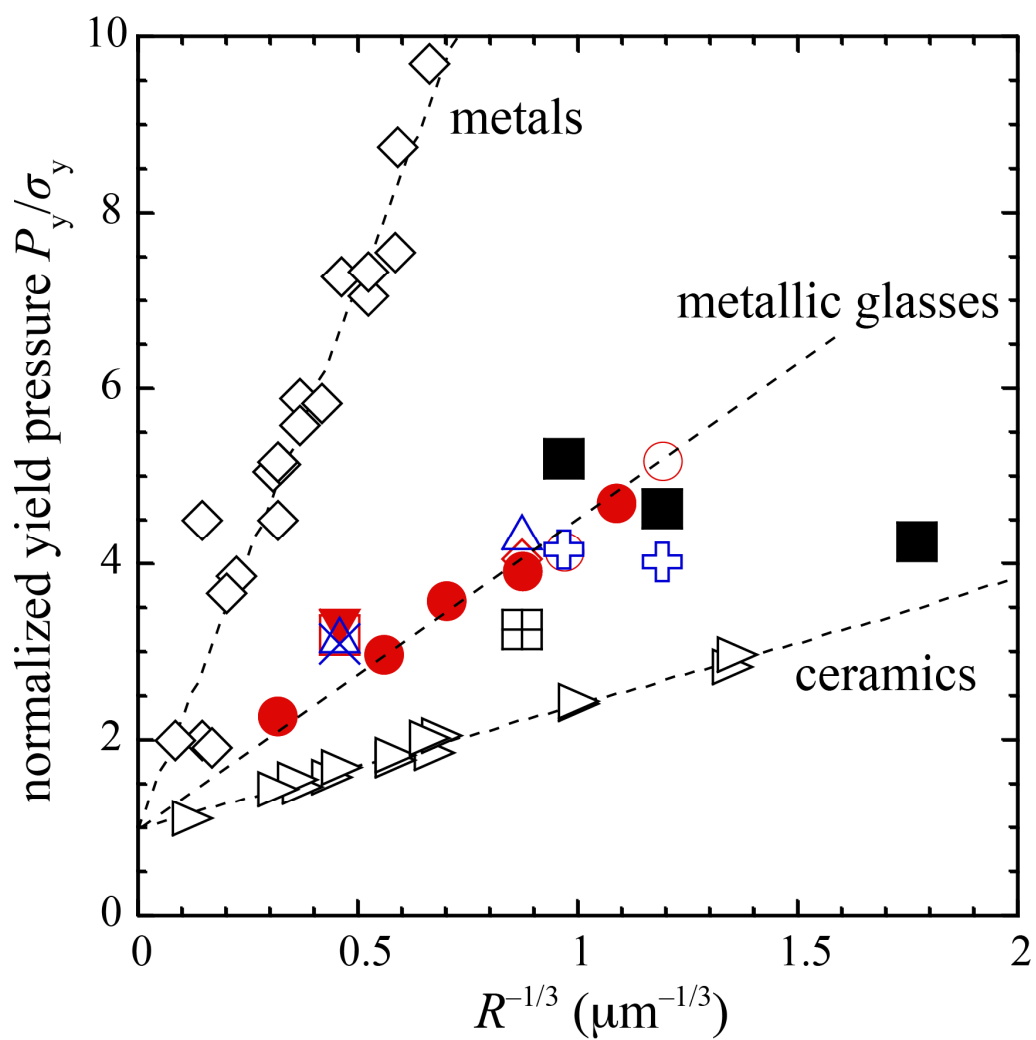 10
8
6
4
2
0
0
0.5
1
1.5
2
normalized yield pressure P_y/σ_y
R^{–1/3} (μm^{–1/3})
metals
metallic glasses
ceramics